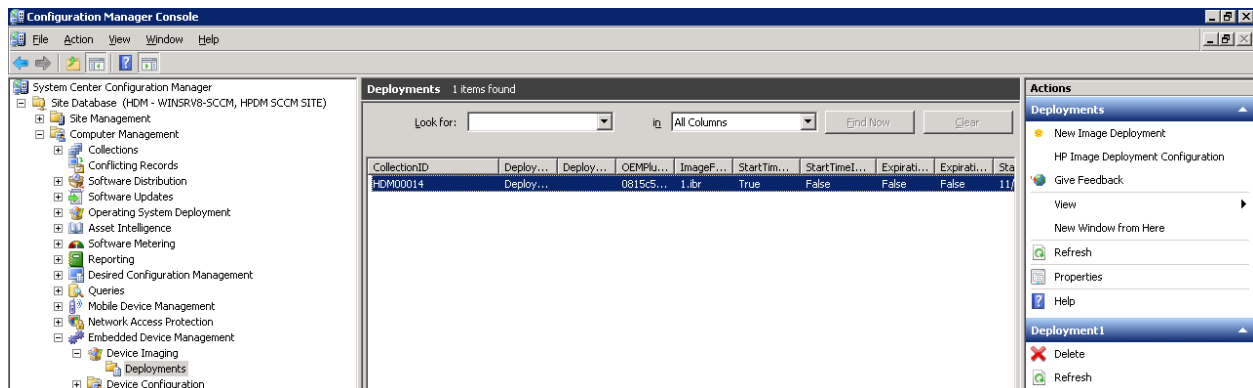 Configuration Manager Console
File Action View Window Help
System Center Configuration Manager
Site Database (HDM - WINSRV8-SCCM, HPDM SCCM SITE)
Site Management
Computer Management
Collections
Conflicting Records
Software Distribution
Software Updates
Operating System Deployment
Asset Intelligence
Software Metering
Reporting
Desired Configuration Management
Queries
Mobile Device Management
Network Access Protection
Embedded Device Management
Device Imaging
Deployments
Device Configuration
Deployments 1 items found
Look for: in All Columns Find Now Clear
CollectionID Deploy... Deploy... OEMPlu... ImageF... StartTim... StartTimeI... Expirati... Expirati... Sta
HDM00014 Deploy... 0815c5... 1.ibr True False False False 11/
Actions
Deployments
New Image Deployment
HP Image Deployment Configuration
Give Feedback
View
New Window from Here
Refresh
Properties
Help
Deployment1
Delete
Refresh